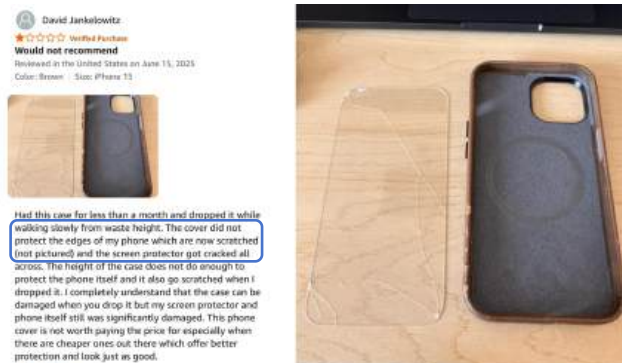 David Jankelowitz
Verified Purchase
Would not recommend
Reviewed in the United States on June 15, 2025
Color: Brown Size: iPhone 15
Had this case for less than a month and dropped it while
walking slowly from waste height. The cover did not
protect the edges of my phone which are now scratched
(not pictured) and the screen protector got cracked all
across. The height of the case does not do enough to
protect the phone itself and it also go scratched when I
dropped it. I completely understand that the case can be
damaged when you drop it but my screen protector and
phone itself still was significantly damaged. This phone
cover is not worth paying the price for especially when
there are cheaper ones out there which offer better
protection and look just as good.